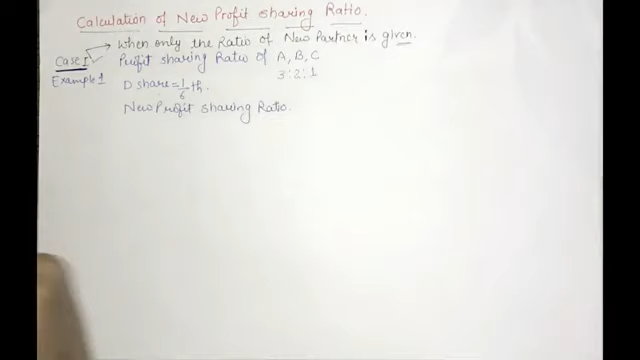 Calculation of New Profit sharing Ratio.
When only the Ratio of New Partner is given.
Case I Profit sharing Ratio of A, B, C
3:2:1
Example 1 D share = 1/6 th.
New Profit sharing Ratio.